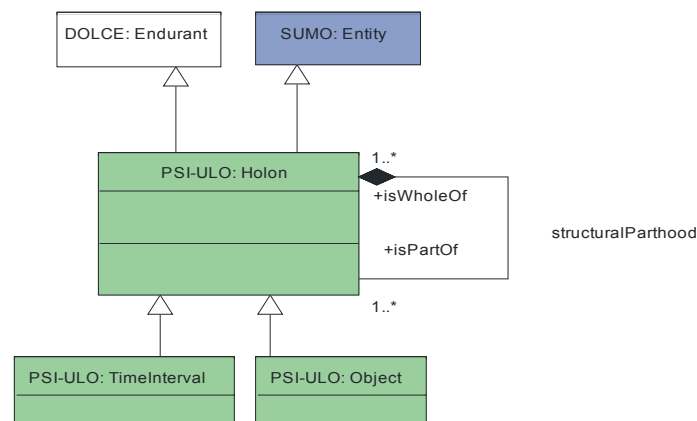 DOLCE: Endurant
SUMO: Entity
PSI-ULO: Holon
1..*
+isWholeOf
structuralParthood
+isPartOf
1..*
PSI-ULO: TimeInterval
PSI-ULO: Object